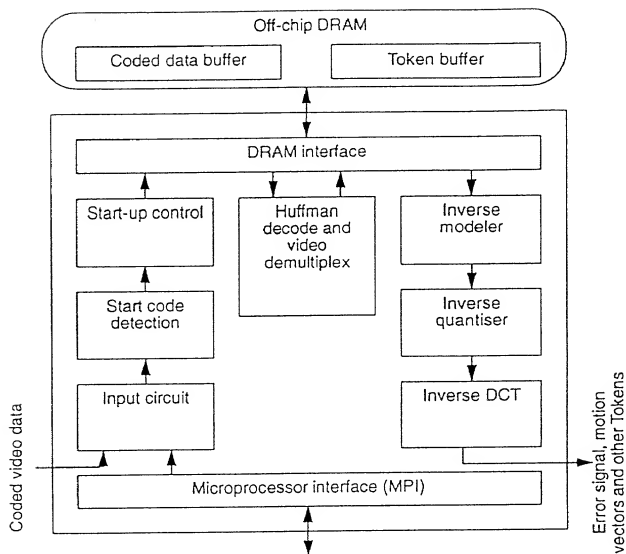 Off-chip DRAM
Coded data buffer
Token buffer
DRAM interface
Start-up control
Huffman
decode and
video
demultiplex
Inverse
modeler
Start code
detection
Inverse
quantiser
Input circuit
Inverse DCT
Coded video data
Microprocessor interface (MPI)
Error signal, motion
vectors and other Tokens